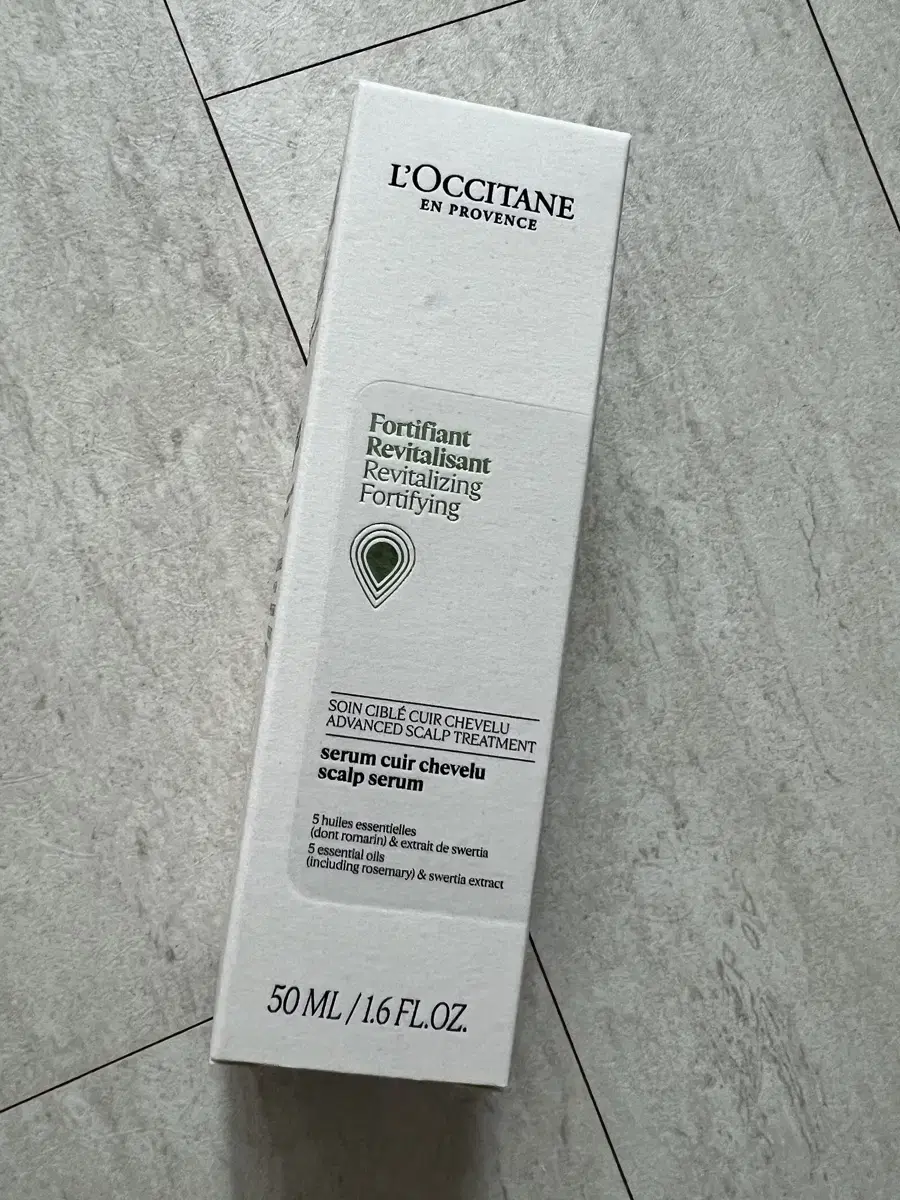 L'OCCITANE
EN PROVENCE
Fortifiant
Revitalisant
Revitalizing
Fortifying
SOIN CIBLÉ CUIR CHEVELU
ADVANCED SCALP TREATMENT
serum cuir chevelu
scalp serum
5 huiles essentielles
(dont romarin) & extrait de swertia
5 essential oils
(including rosemary) & swertia extract
50 ML / 1.6 FL.OZ.